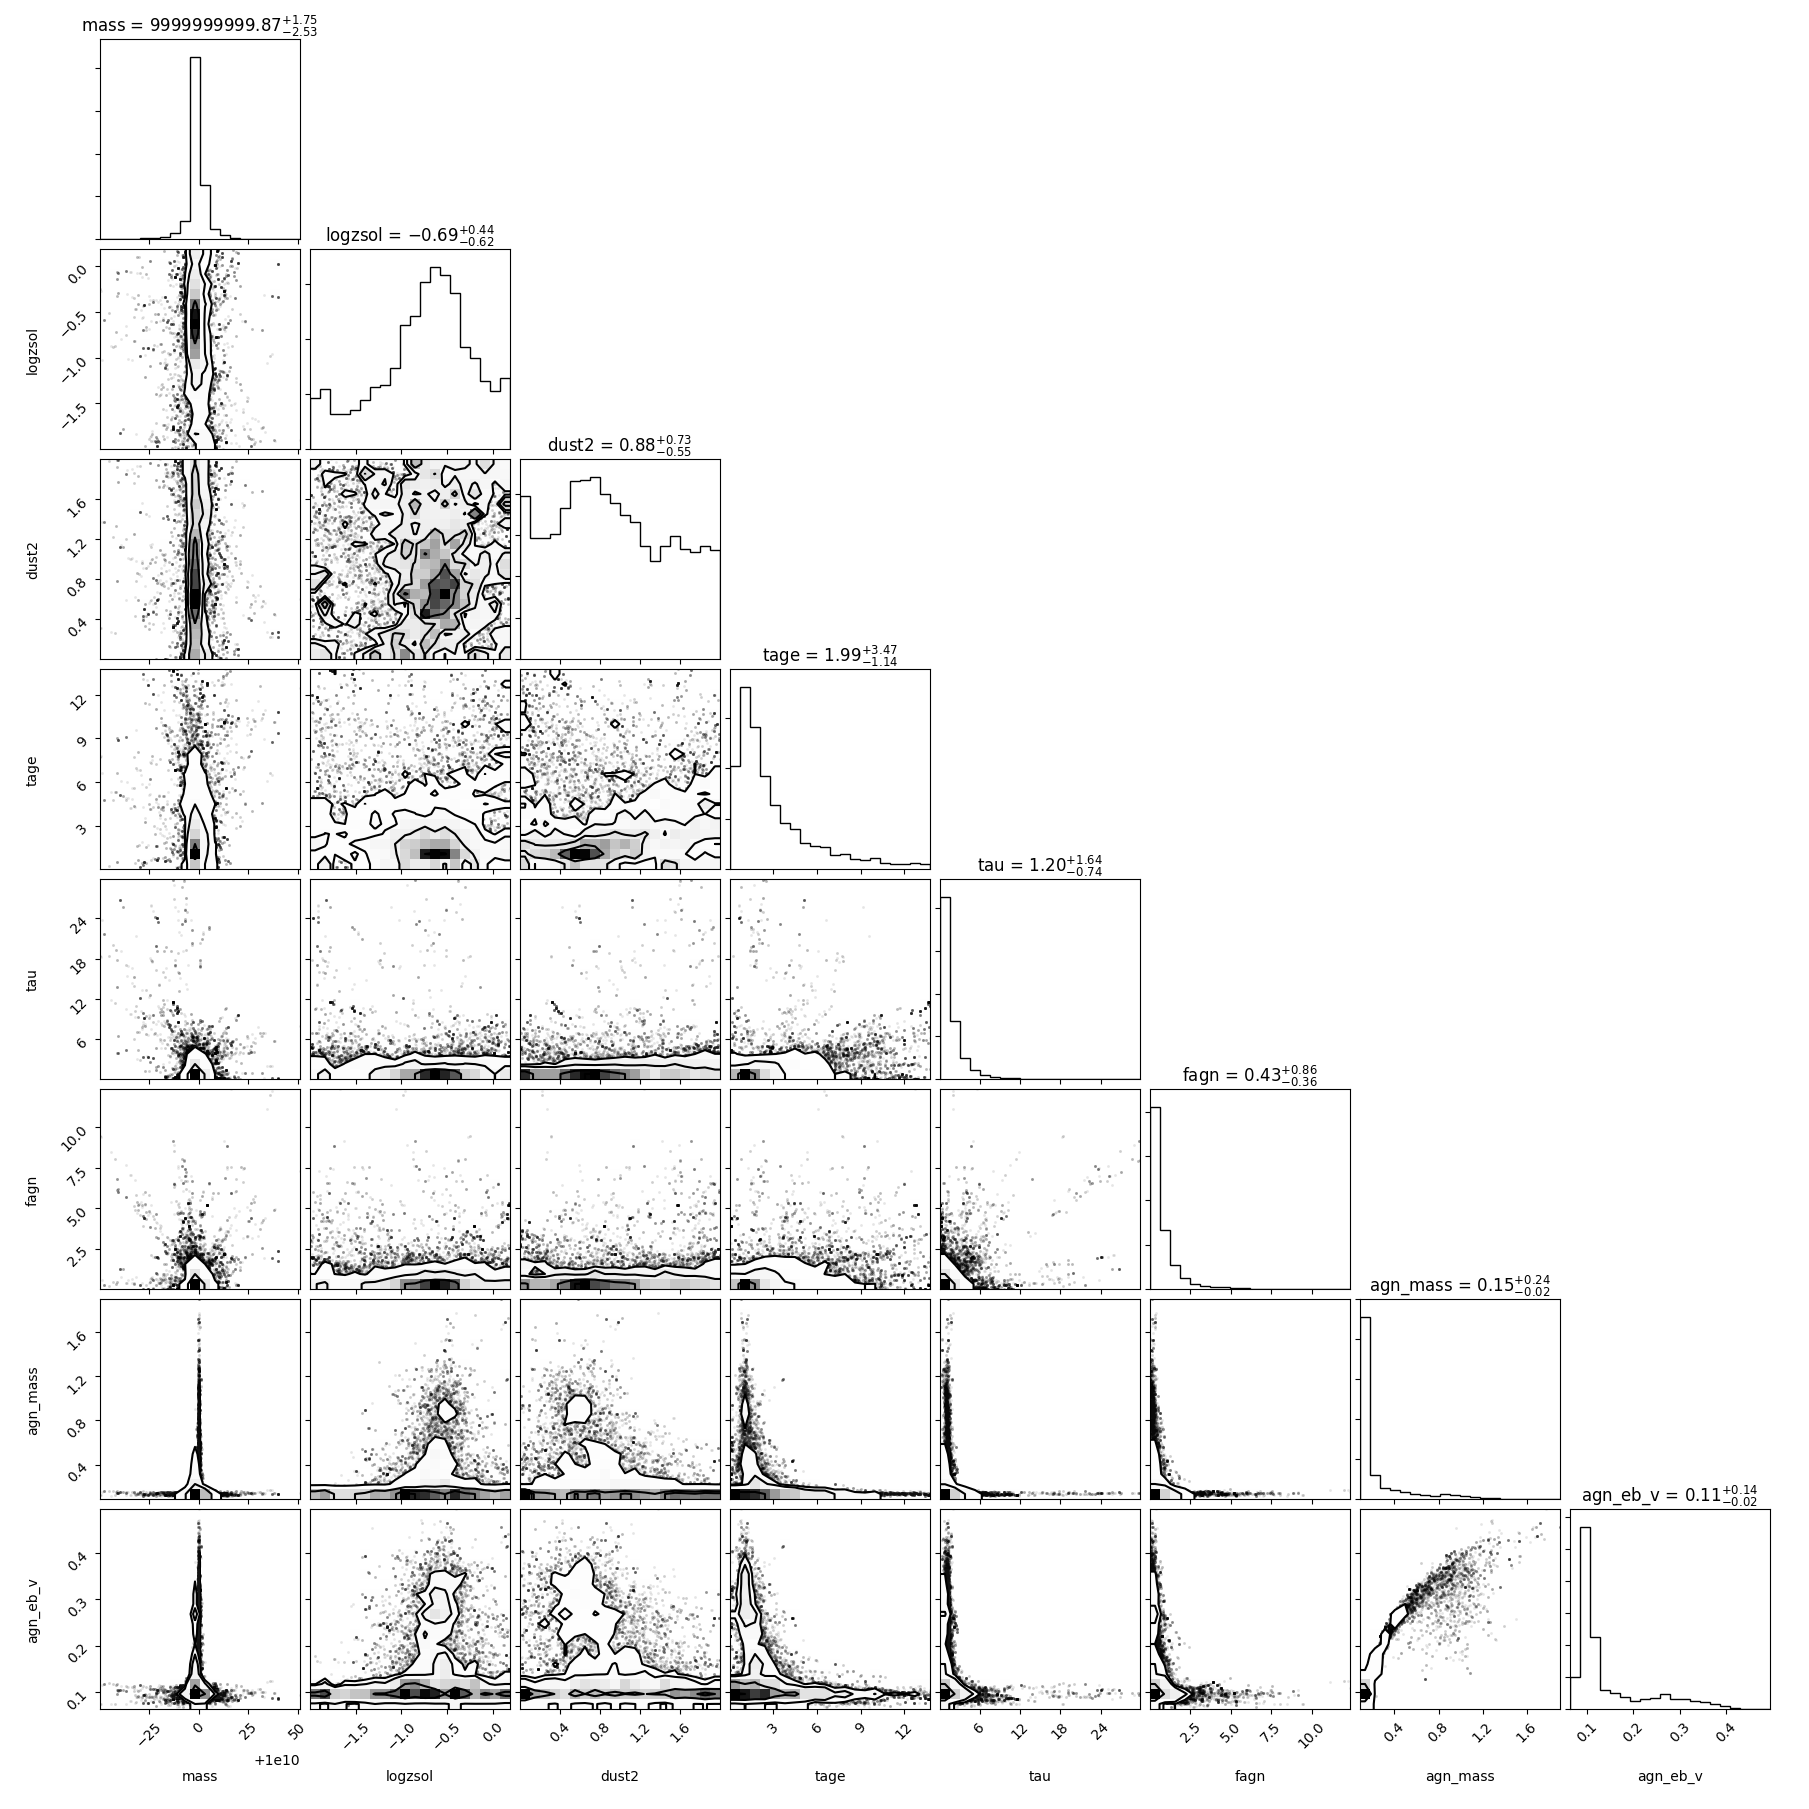 mass = 9999999999.87 +1.75 −2.53
logzsol = −0.69 +0.44 −0.62
logzsol
0.0
−0.5
−1.0
−1.5
dust2 = 0.88 +0.73 −0.55
dust2
1.6
1.2
0.8
0.4
tage = 1.99 +3.47 −1.14
tage
12
9
6
3
tau = 1.20 +1.64 −0.74
tau
24
18
12
6
fagn = 0.43 +0.86 −0.36
fagn
10.0
7.5
5.0
2.5
agn_mass = 0.15 +0.24 −0.02
agn_mass
1.6
1.2
0.8
0.4
agn_eb_v = 0.11 +0.14 −0.02
agn_eb_v
0.4
0.3
0.2
0.1
−25 0 25 50
−1.5 −1.0 −0.5 0.0
0.4 0.8 1.2 1.6
3 6 9 12
6 12 18 24
2.5 5.0 7.5 10.0
0.4 0.8 1.2 1.6
0.1 0.2 0.3 0.4
+1e10
mass logzsol dust2 tage tau fagn agn_mass agn_eb_v